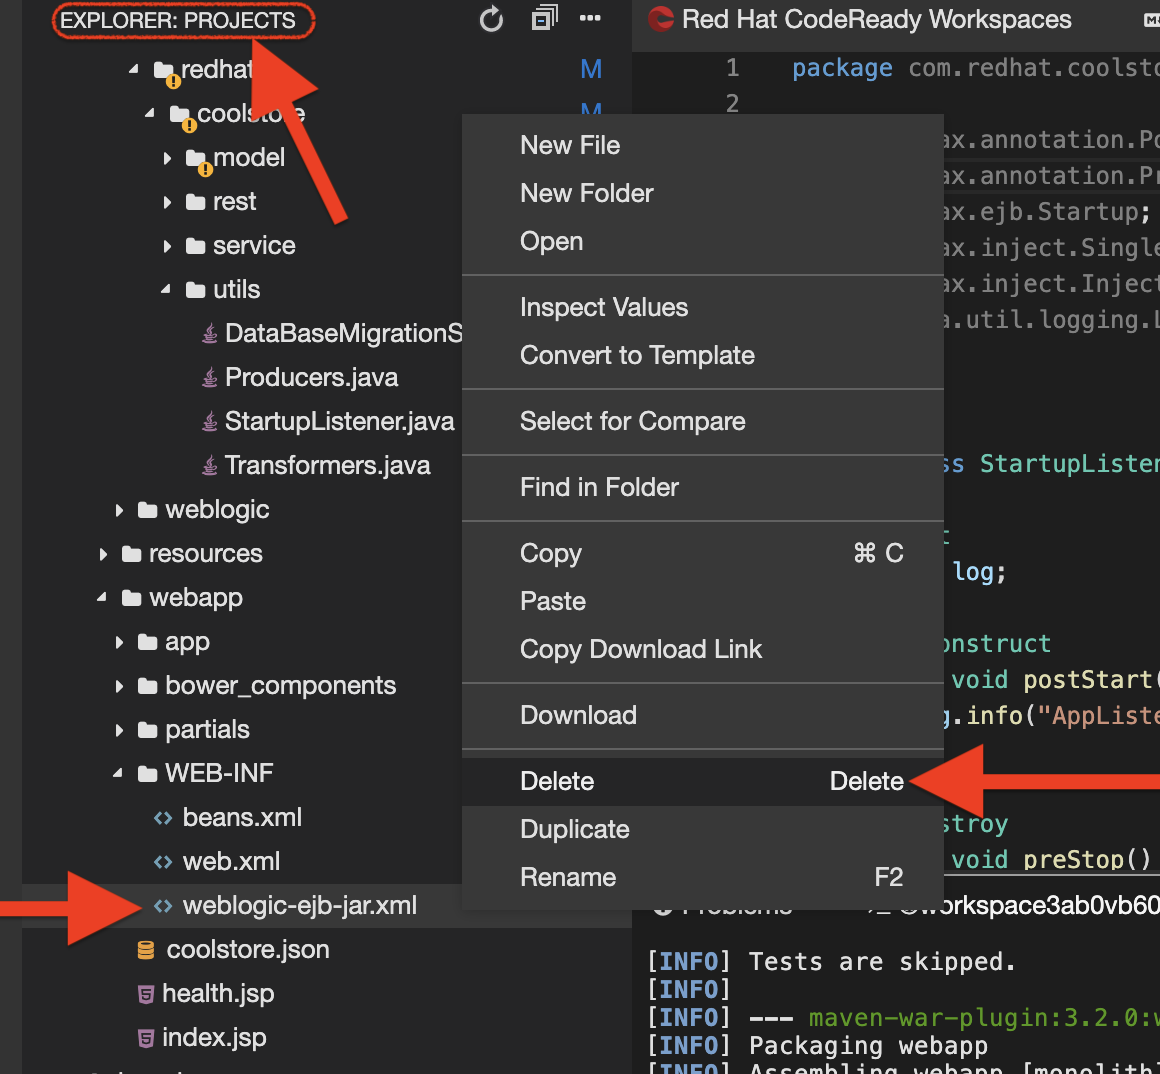 EXPLORER: PROJECTS
redhat
M
coolstore
M
model
rest
service
utils
DataBaseMigrationS
Producers.java
StartupListener.java
Transformers.java
weblogic
resources
webapp
app
bower_components
partials
WEB-INF
beans.xml
web.xml
weblogic-ejb-jar.xml
coolstore.json
health.jsp
index.jsp
New File
New Folder
Open
Inspect Values
Convert to Template
Select for Compare
Find in Folder
Copy ⌘ C
Paste
Copy Download Link
Download
Delete Delete
Duplicate
Rename F2
Red Hat CodeReady Workspaces
1 package com.redhat.coolsto
2
ax.annotation.Po
ax.annotation.Pr
ax.ejb.Startup;
ax.inject.Single
ax.inject.Inject
a.util.logging.L
ss StartupListen
t
log;
onstruct
void postStart(
g.info("AppListe
stroy
void preStop()
Problems workspace3ab0vb60
[INFO] Tests are skipped.
[INFO]
[INFO] --- maven-war-plugin:3.2.0:w
[INFO] Packaging webapp
[INFO] Assembling webapp [monolith]